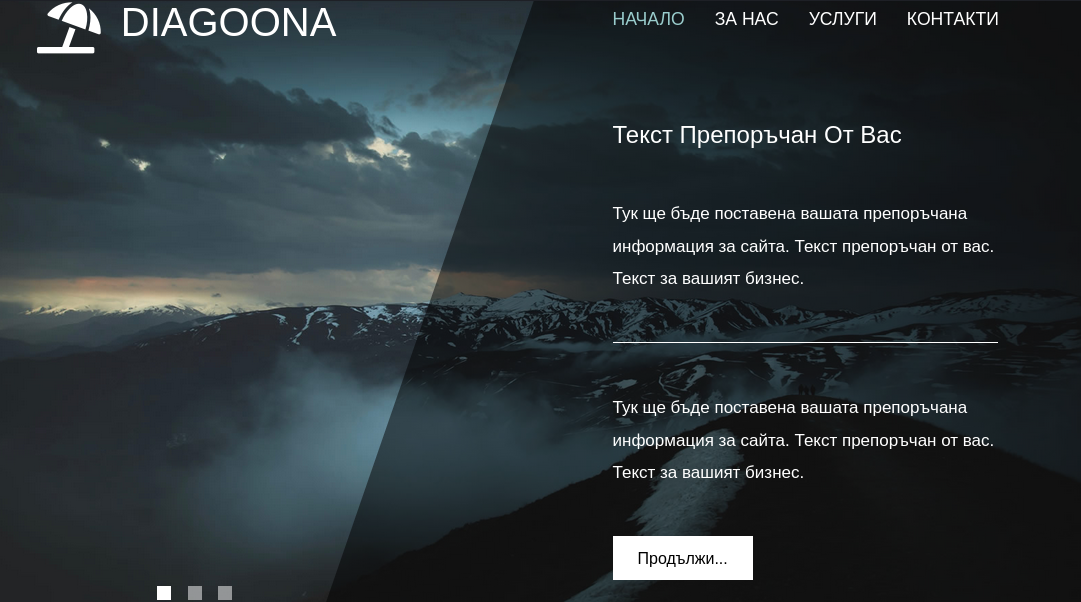 DIAGOONA
НАЧАЛО ЗА НАС УСЛУГИ КОНТАКТИ
Текст Препоръчан От Вас
Тук ще бъде поставена вашата препоръчана
информация за сайта. Текст препоръчан от вас.
Текст за вашият бизнес.
Тук ще бъде поставена вашата препоръчана
информация за сайта. Текст препоръчан от вас.
Текст за вашият бизнес.
Продължи...